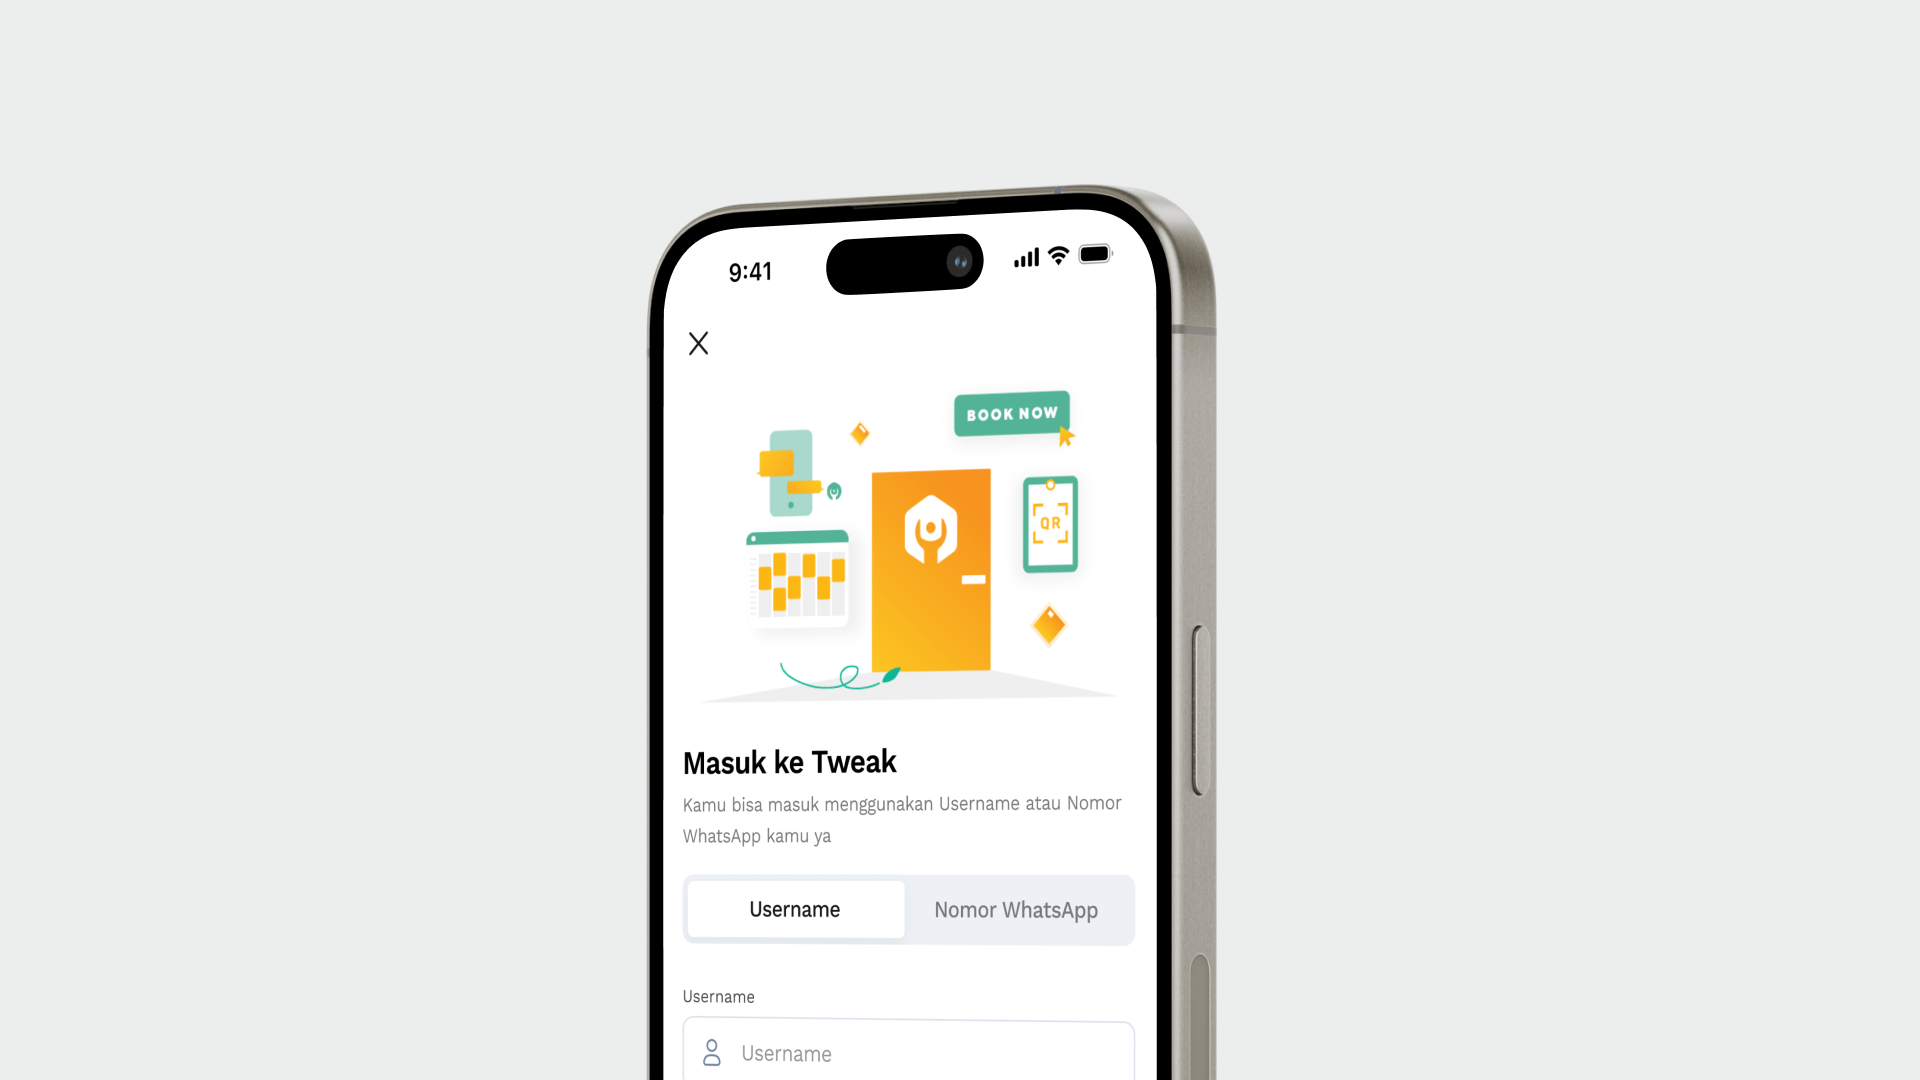 9:41
BOOK NOW
QR
Masuk ke Tweak
Kamu bisa masuk menggunakan Username atau Nomor
WhatsApp kamu ya
Username
Nomor WhatsApp
Username
Username